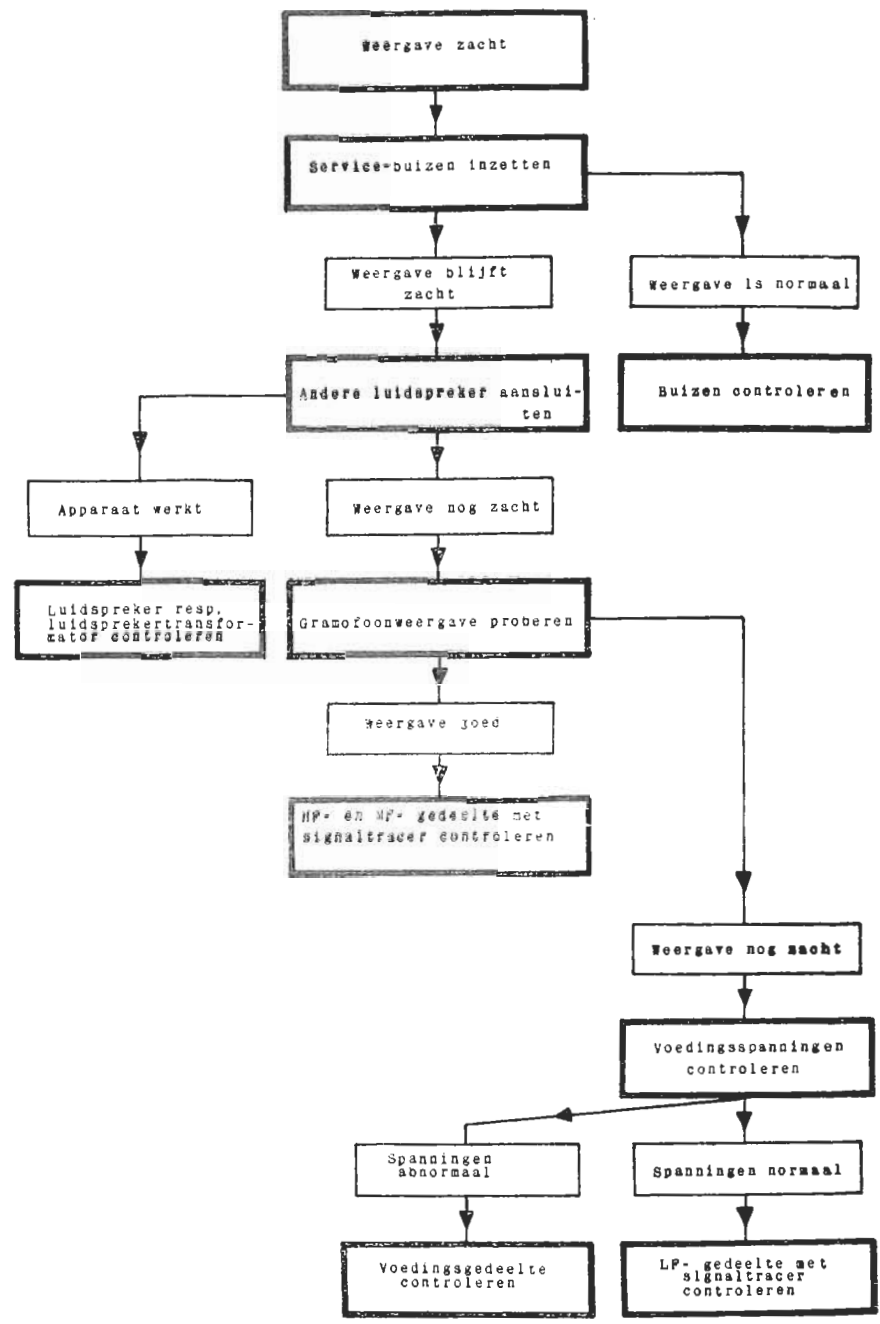 Weergave zacht
Service-buizen inzetten
Weergave blijft
zacht
Weergave is normaal
Andere luidspreker aanslui-
ten
Buizen controleren
Apparaat werkt
Weergave nog zacht
Luidspreker resp.
luidsprekertransfor-
mator controleren
Gramofoonweergave proberen
Weergave goed
HF- en MF- gedeelte met
signaltracer controleren
Weergave nog zacht
Voedingsspanningen
controleren
Spanningen
abnormaal
Spanningen normaal
Voedingsgedeelte
controleren
LF- gedeelte met
signaltracer
controleren